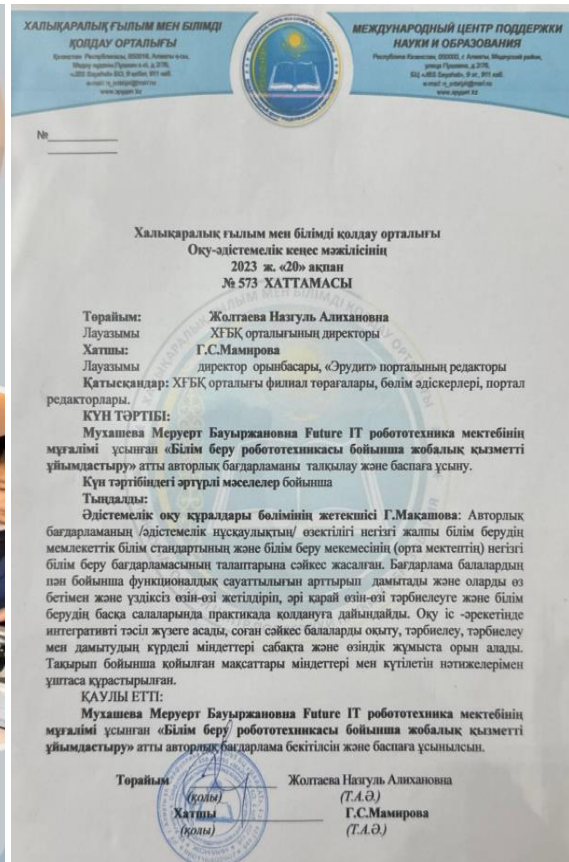 ХАЛЫҚАРАЛЫҚ ҒЫЛЫМ МЕН БІЛІМДІ
ҚОЛДАУ ОРТАЛЫҒЫ
МЕЖДУНАРОДНЫЙ ЦЕНТР ПОДДЕРЖКИ
НАУКИ И ОБРАЗОВАНИЯ
№
Халықаралық ғылым мен білімді қолдау орталығы
Оқу-әдістемелік кеңес мәжілісінің
2023 ж. «20» ақпан
№ 573 ХАТТАМАСЫ
Төрайым: Жолтаева Назгуль Алихановна
Лауазымы ХҒБҚ орталығының директоры
Хатшы: Г.С.Мамирова
Лауазымы директор орынбасары, «Эрудит» порталының редакторы
Қатысқандар: ХҒБҚ орталығы филиал төрағалары, бөлім әдіскерлері, портал
редакторлары.
КҮН ТӘРТІБІ:
Мухашева Меруерт Бауыржановна Future IT робототехника мектебінің
мұғалімі ұсынған «Білім беру робототехникасы бойынша жобалық қызметті
ұйымдастыру» атты авторлық бағдарламаны талқылау және баспаға ұсыну.
Күн тәртібіндегі әртүрлі мәселелер бойынша
Тыңдалды:
Әдістемелік оқу құралдары бөлімінің жетекшісі Г.Мақашова: Авторлық
бағдарламаның /әдістемелік нұсқаулықтың/ өзектілігі негізгі жалпы білім берудің
мемлекеттік білім стандартының және білім беру мекемесінің (орта мектептің) негізгі
білім беру бағдарламасының талаптарына сәйкес жасалған. Бағдарлама балалардың
пән бойынша функционалдық сауаттылығын арттырып дамытады және оларды өз
бетімен және үздіксіз өзін-өзі жетілдіріп, әрі қарай өзін-өзі тәрбиелеуге және білім
берудің басқа салаларында практикада қолдануға дайындайды. Оқу іс -әрекетінде
интегративті тәсіл жүзеге асады, соған сәйкес балаларды оқыту, тәрбиелеу, тәрбиелеу
мен дамытудың күрделі міндеттері сабақта және өзіндік жұмыста орын алады.
Тақырып бойынша қойылған мақсаттары міндеттері мен күтілетін нәтижелерімен
ұштаса құрастырылған.
ҚАУЛЫ ЕТТІ:
Мухашева Меруерт Бауыржановна Future IT робототехника мектебінің
мұғалімі ұсынған «Білім беру робототехникасы бойынша жобалық қызметті
ұйымдастыру» атты авторлық бағдарлама бекітілсін және баспаға ұсынылсын.
Төрайым Жолтаева Назгуль Алихановна
(қолы) (Т.А.Ә.)
Хатшы Г.С.Мамирова
(қолы) (Т.А.Ә.)